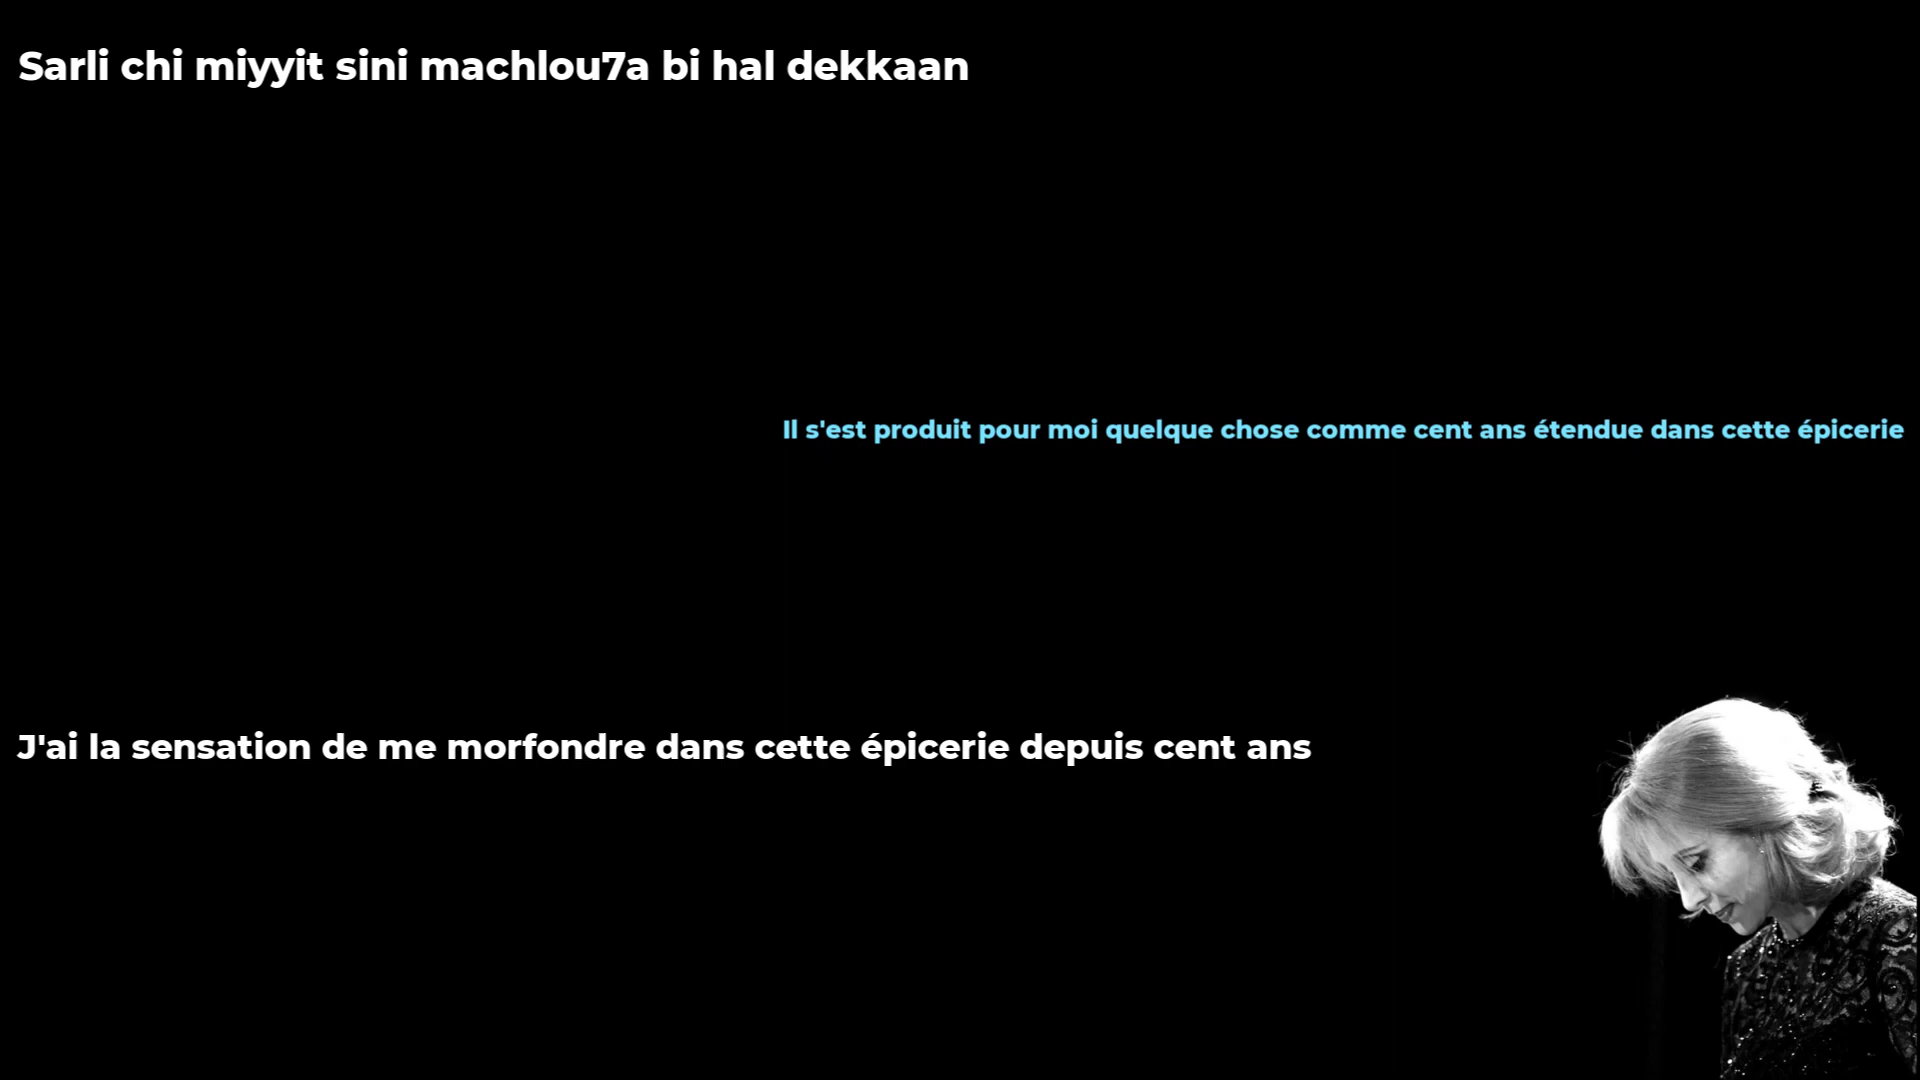 Sarli chi miyyit sini machlou7a bi hal dekkaan
Il s'est produit pour moi quelque chose comme cent ans étendue dans cette épicerie
J'ai la sensation de me morfondre dans cette épicerie depuis cent ans